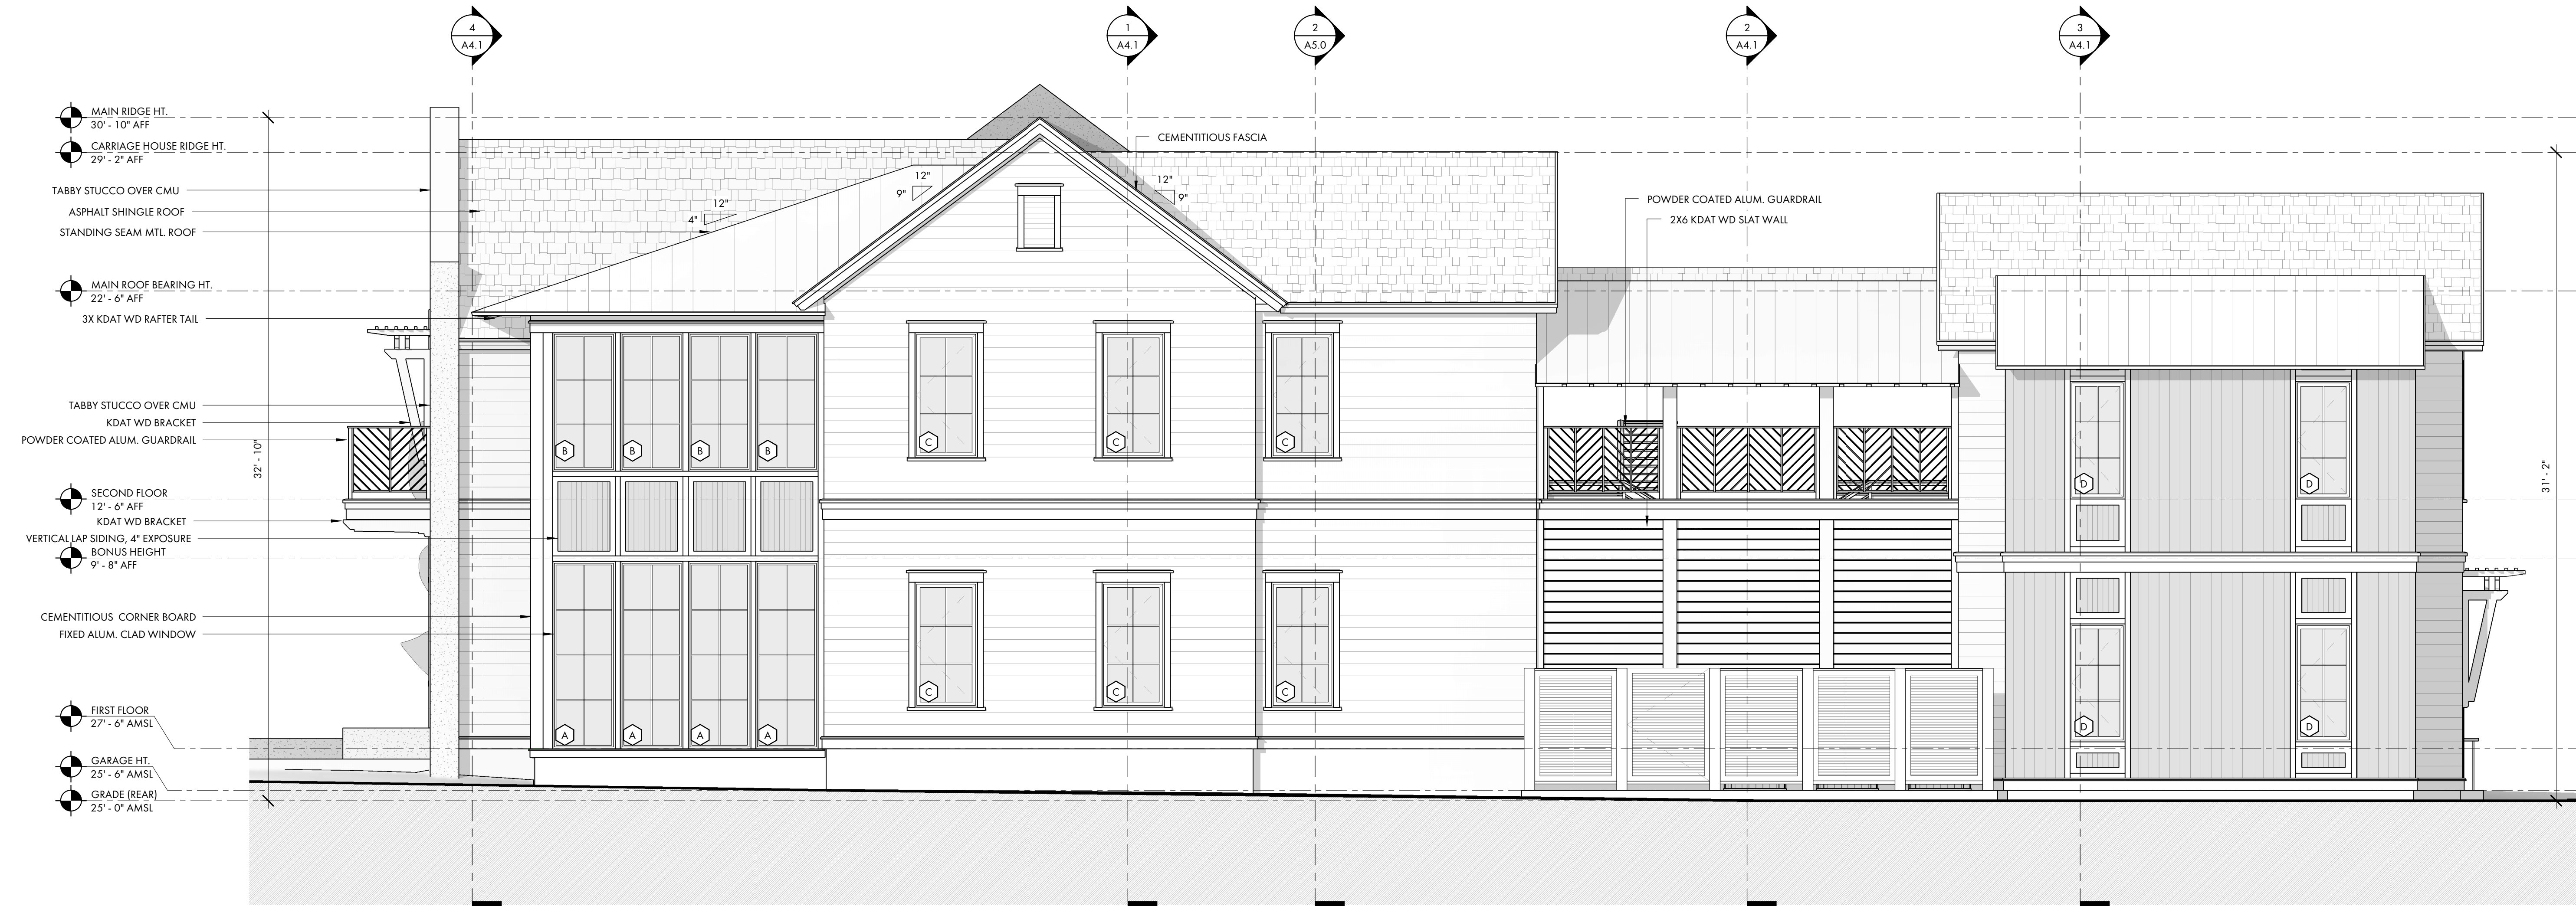 4
A4.1
1
A4.1
2
A5.0
2
A4.1
3
A4.1
MAIN RIDGE HT.
30' - 10" AFF
CARRIAGE HOUSE RIDGE HT.
29' - 2" AFF
TABBY STUCCO OVER CMU
ASPHALT SHINGLE ROOF
STANDING SEAM MTL. ROOF
MAIN ROOF BEARING HT.
22' - 6" AFF
3X KDAT WD RAFTER TAIL
TABBY STUCCO OVER CMU
KDAT WD BRACKET
POWDER COATED ALUM. GUARDRAIL
32' - 10"
SECOND FLOOR
12' - 6" AFF
KDAT WD BRACKET
VERTICAL LAP SIDING, 4" EXPOSURE
BONUS HEIGHT
9' - 8" AFF
CEMENTITIOUS CORNER BOARD
FIXED ALUM. CLAD WINDOW
FIRST FLOOR
27' - 6" AMSL
GARAGE HT.
25' - 6" AMSL
GRADE (REAR)
25' - 0" AMSL
12"
4"
12"
9"
12"
9"
CEMENTITIOUS FASCIA
POWDER COATED ALUM. GUARDRAIL
2X6 KDAT WD SLAT WALL
B
B
B
B
C
C
C
D
D
A
A
A
A
C
C
C
D
D
31' - 2"